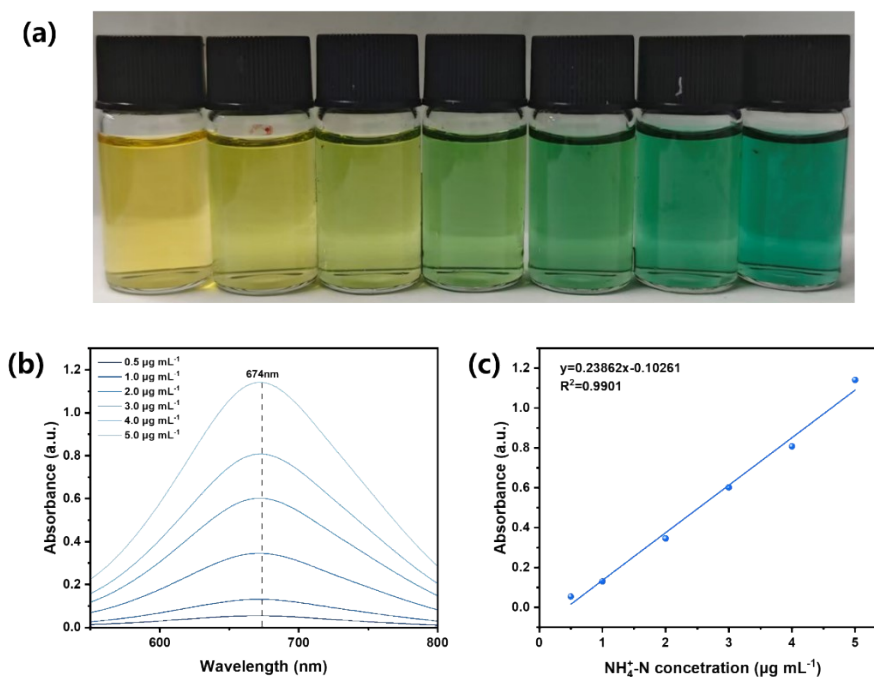 (a)
(b)
1.2
1.0
0.8
0.6
0.4
0.2
0.0
Absorbance (a.u.)
0.5 µg mL⁻¹
1.0 µg mL⁻¹
2.0 µg mL⁻¹
3.0 µg mL⁻¹
4.0 µg mL⁻¹
5.0 µg mL⁻¹
674nm
600
700
800
Wavelength (nm)
(c)
y=0.23862x-0.10261
R²=0.9901
1.2
1.0
0.8
0.6
0.4
0.2
0.0
Absorbance (a.u.)
0
1
2
3
4
5
NH₄⁺-N concetration (µg mL⁻¹)